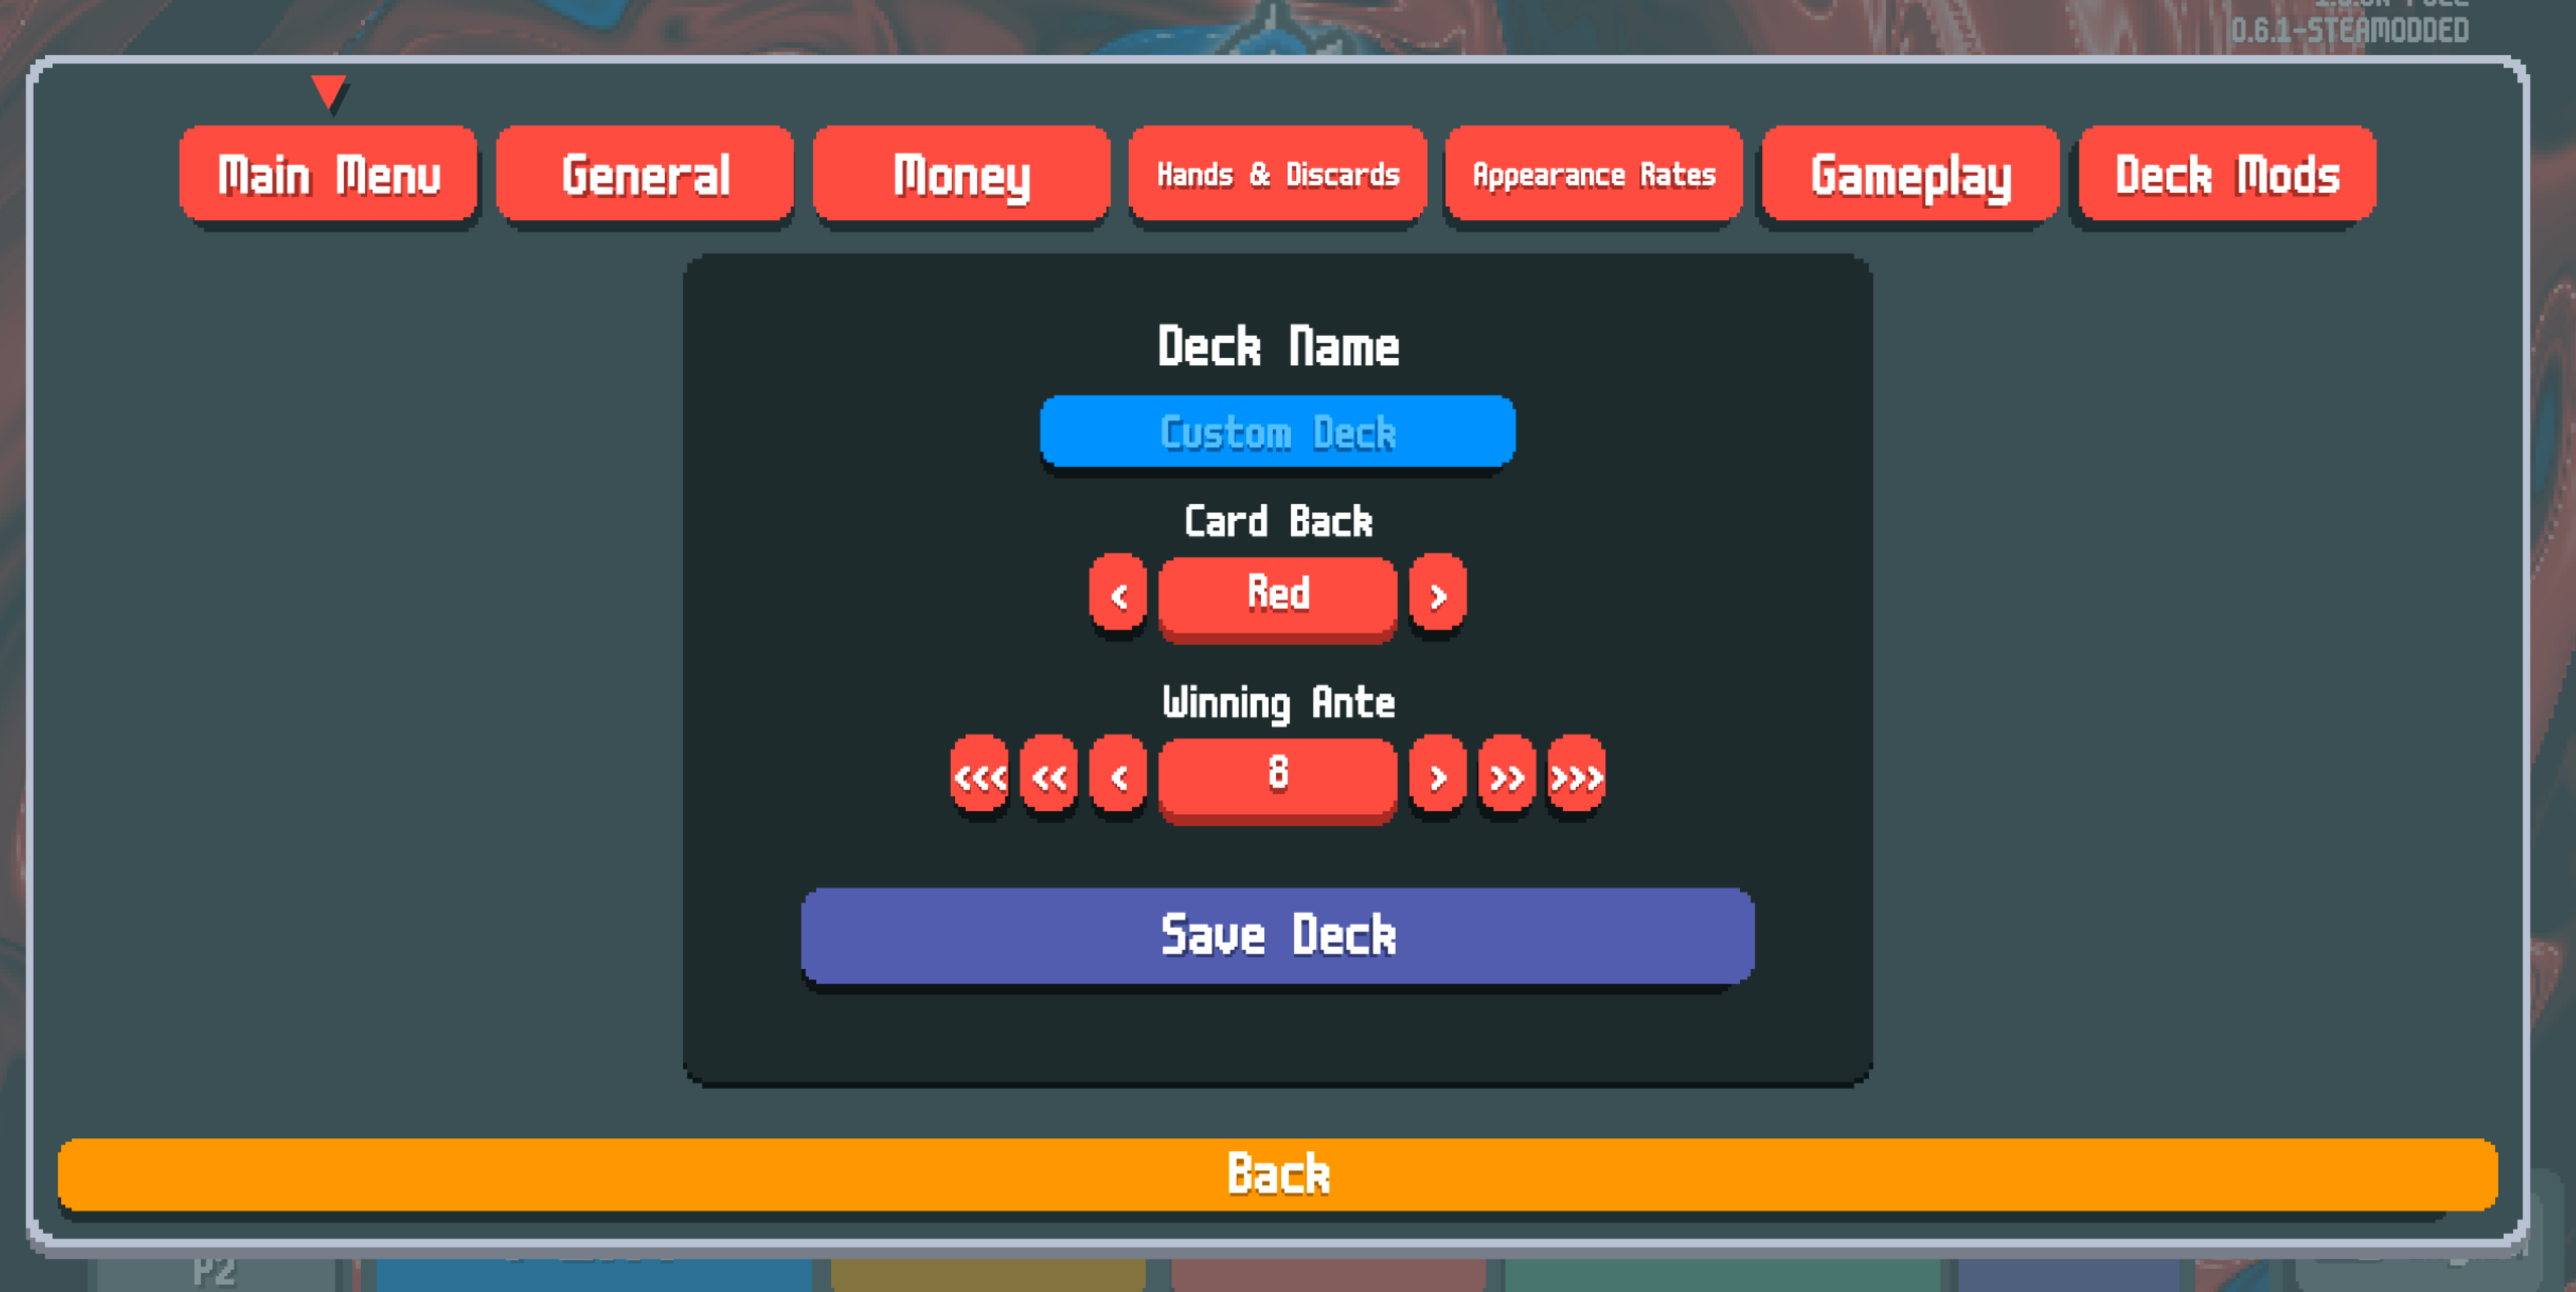 0.6.1-STEAMODDED
Main Menu
General
Money
Hands & Discards
Appearance Rates
Gameplay
Deck Mods
Deck Name
Custom Deck
Card Back
< Red >
Winning Ante
<<< << < 8 > >> >>>
Save Deck
Back
P2